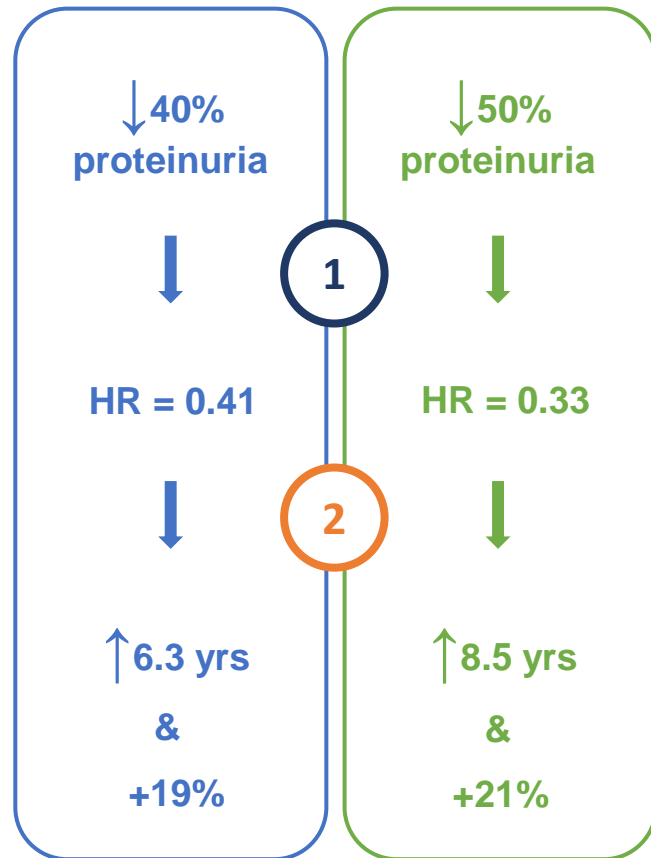 ↓40%
proteinuria
HR = 0.41
↑6.3 yrs
&
+19%
1
2
↓50%
proteinuria
HR = 0.33
↑8.5 yrs
&
+21%